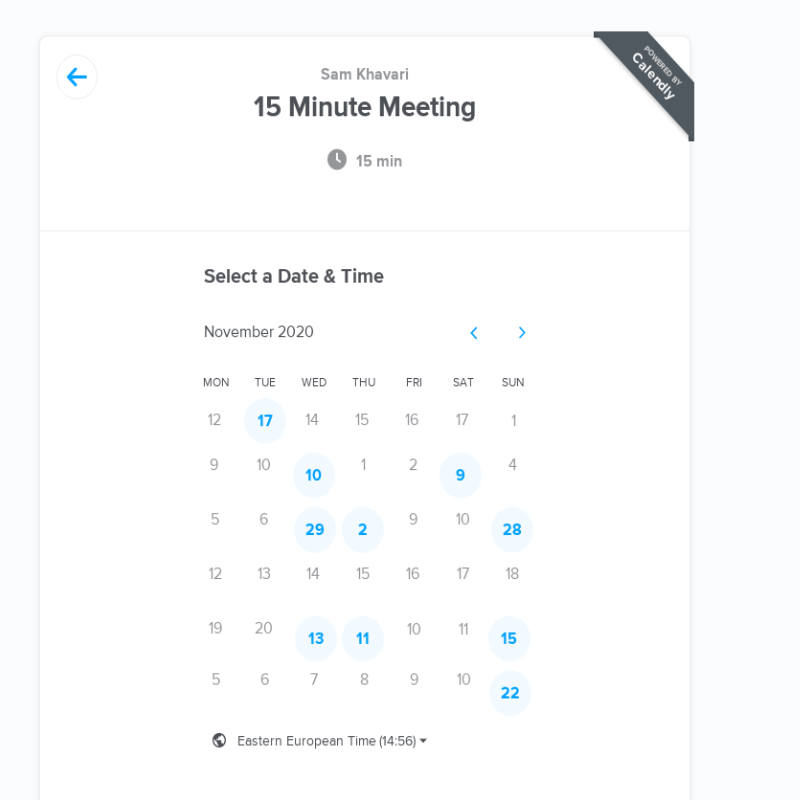 POWERED BY
Calendly
Sam Khavari
15 Minute Meeting
15 min
Select a Date & Time
November 2020
MON TUE WED THU FRI SAT SUN
12 17 14 15 16 17 1
9 10 10 1 2 9 4
5 6 29 2 9 10 28
12 13 14 15 16 17 18
19 20 13 11 10 11 15
5 6 7 8 9 10 22
Eastern European Time (14:56)